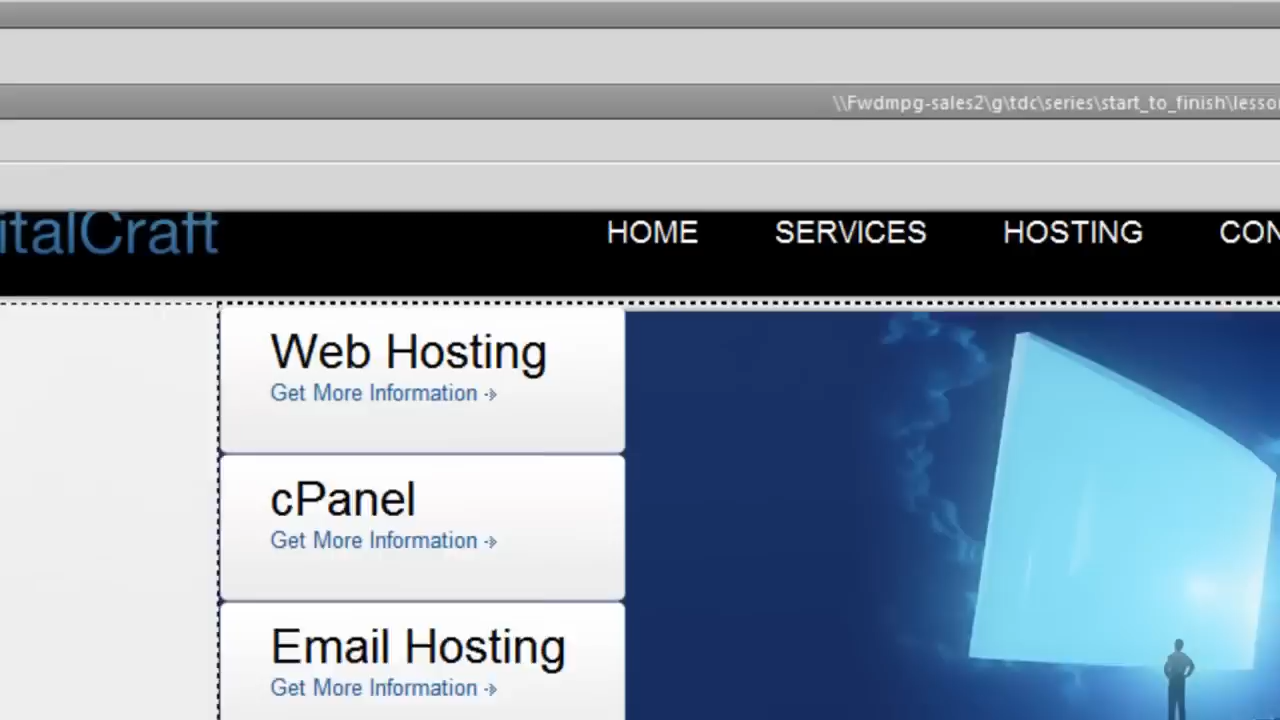 \\Fwdmpg-sales2\g\tdc\series\start_to_finish\lesso
italCraft
HOME SERVICES HOSTING CON
Web Hosting
Get More Information
cPanel
Get More Information
Email Hosting
Get More Information